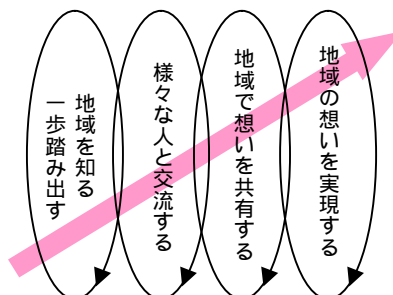 地域を知る
一歩踏み出す
様々な人と交流する
地域で想いを共有する
地域の想いを実現する